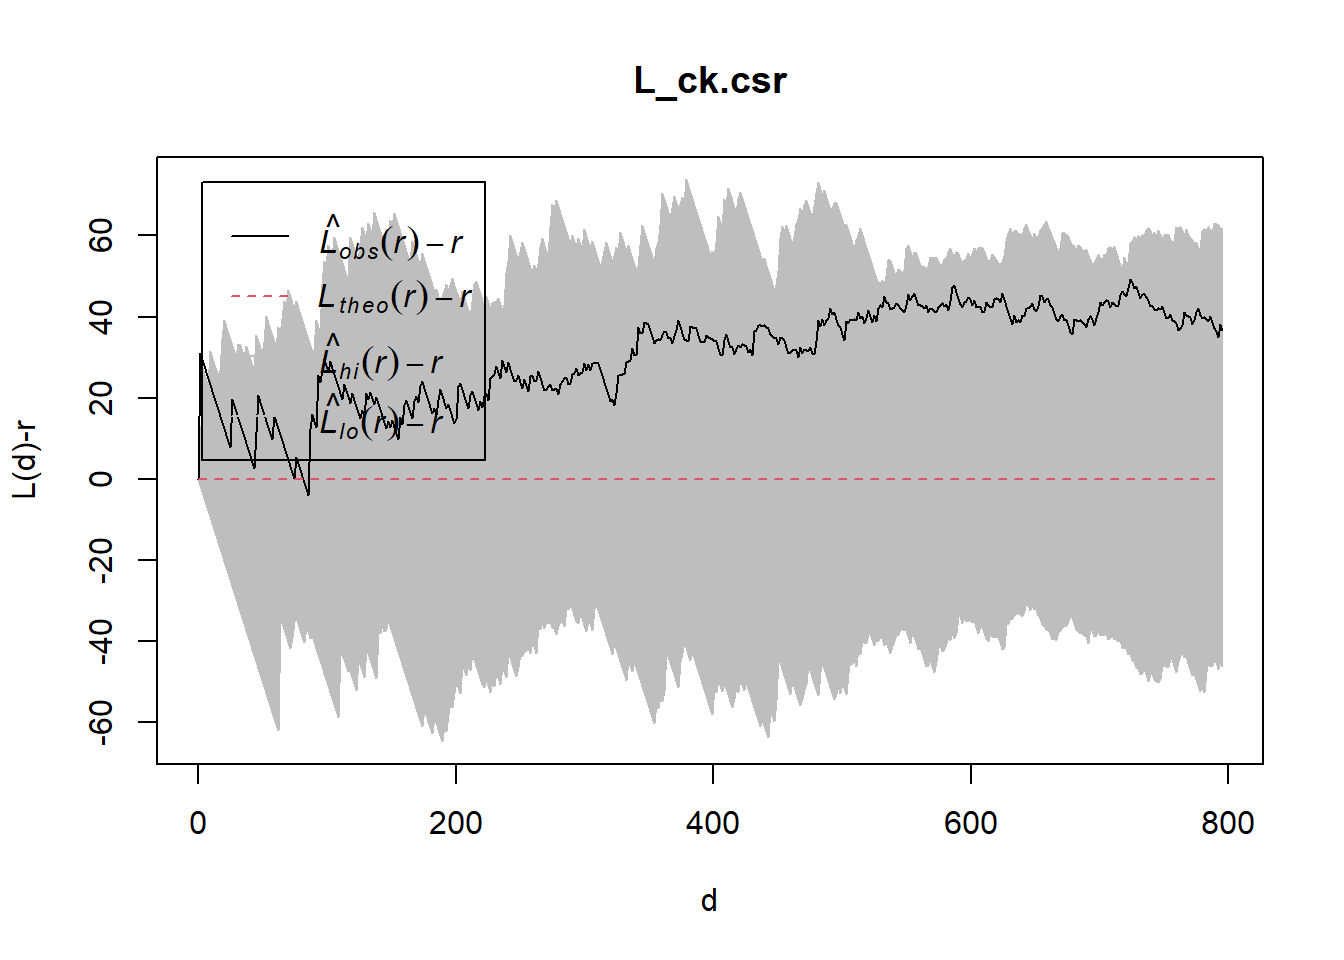 L_ck.csr
L̂obs(r) − r
Ltheo(r) − r
L̂hi(r) − r
L̂lo(r) − r
L(d)-r
60
40
20
0
-20
-40
-60
0 200 400 600 800
d